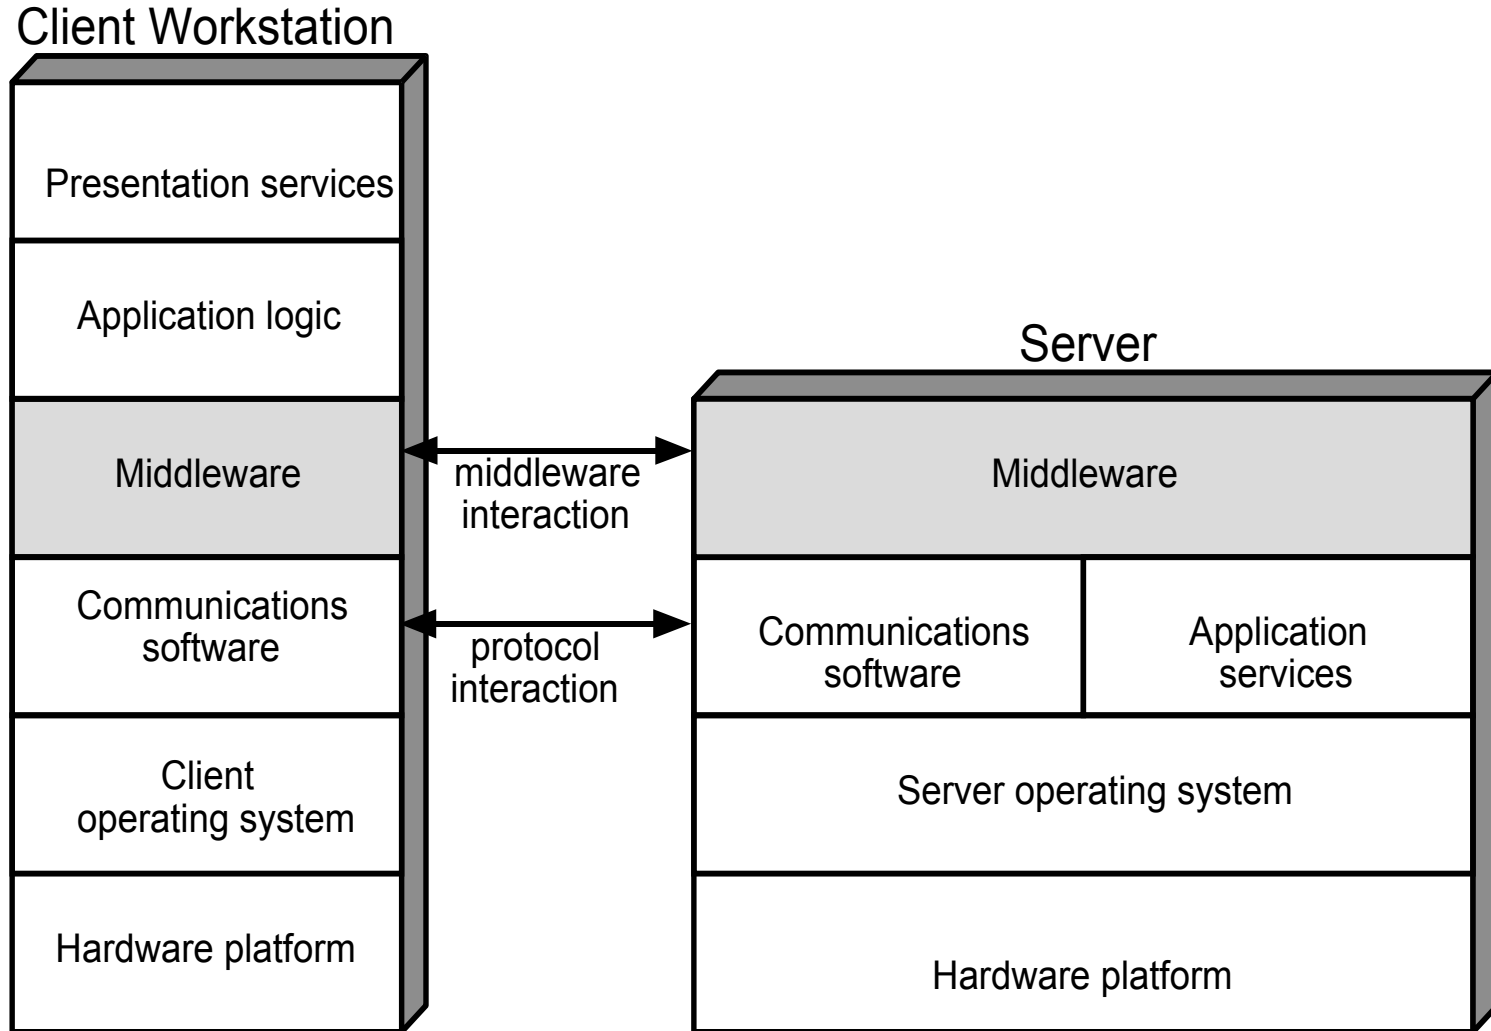 Client Workstation
Presentation services
Application logic
Middleware
Communications
software
Client
operating system
Hardware platform
middleware
interaction
protocol
interaction
Server
Middleware
Communications
software
Application
services
Server operating system
Hardware platform